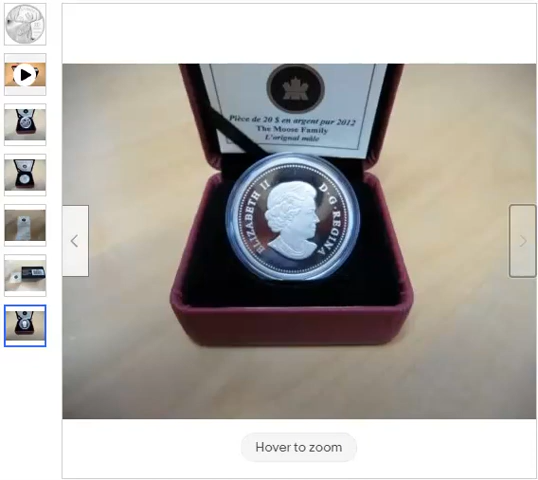 Pièce de 20 $ en argent pur 2012
The Moose Family
L'orignal mâle
ELIZABETH II D·G·REGINA
Hover to zoom